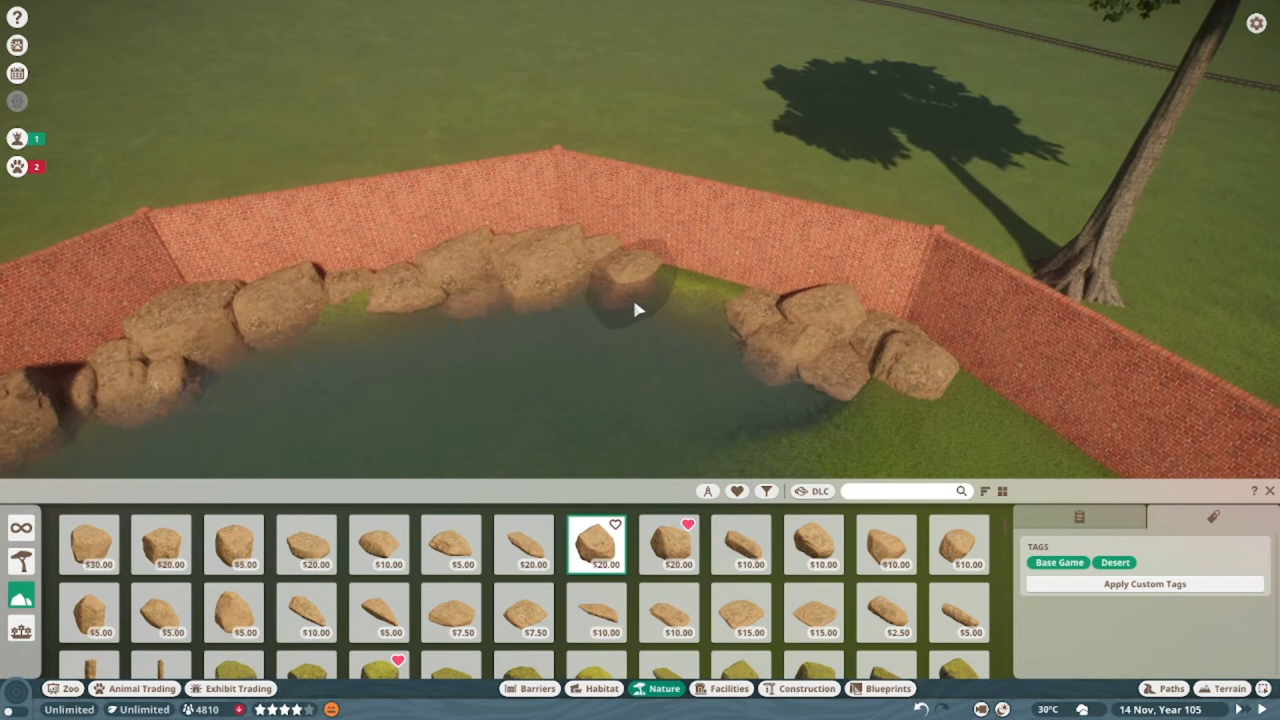 ?
1
2
DLC
?
$30.00 $20.00 $5.00 $20.00 $10.00 $5.00 $20.00 $20.00 $20.00 $10.00 $10.00 $10.00 $10.00
$5.00 $5.00 $5.00 $10.00 $5.00 $7.50 $7.50 $10.00 $10.00 $15.00 $15.00 $2.50 $5.00
TAGS
Base Game Desert
Apply Custom Tags
Zoo Animal Trading Exhibit Trading Barriers Habitat Nature Facilities Construction Blueprints Paths Terrain
Unlimited Unlimited 4810 30°C 14 Nov, Year 105